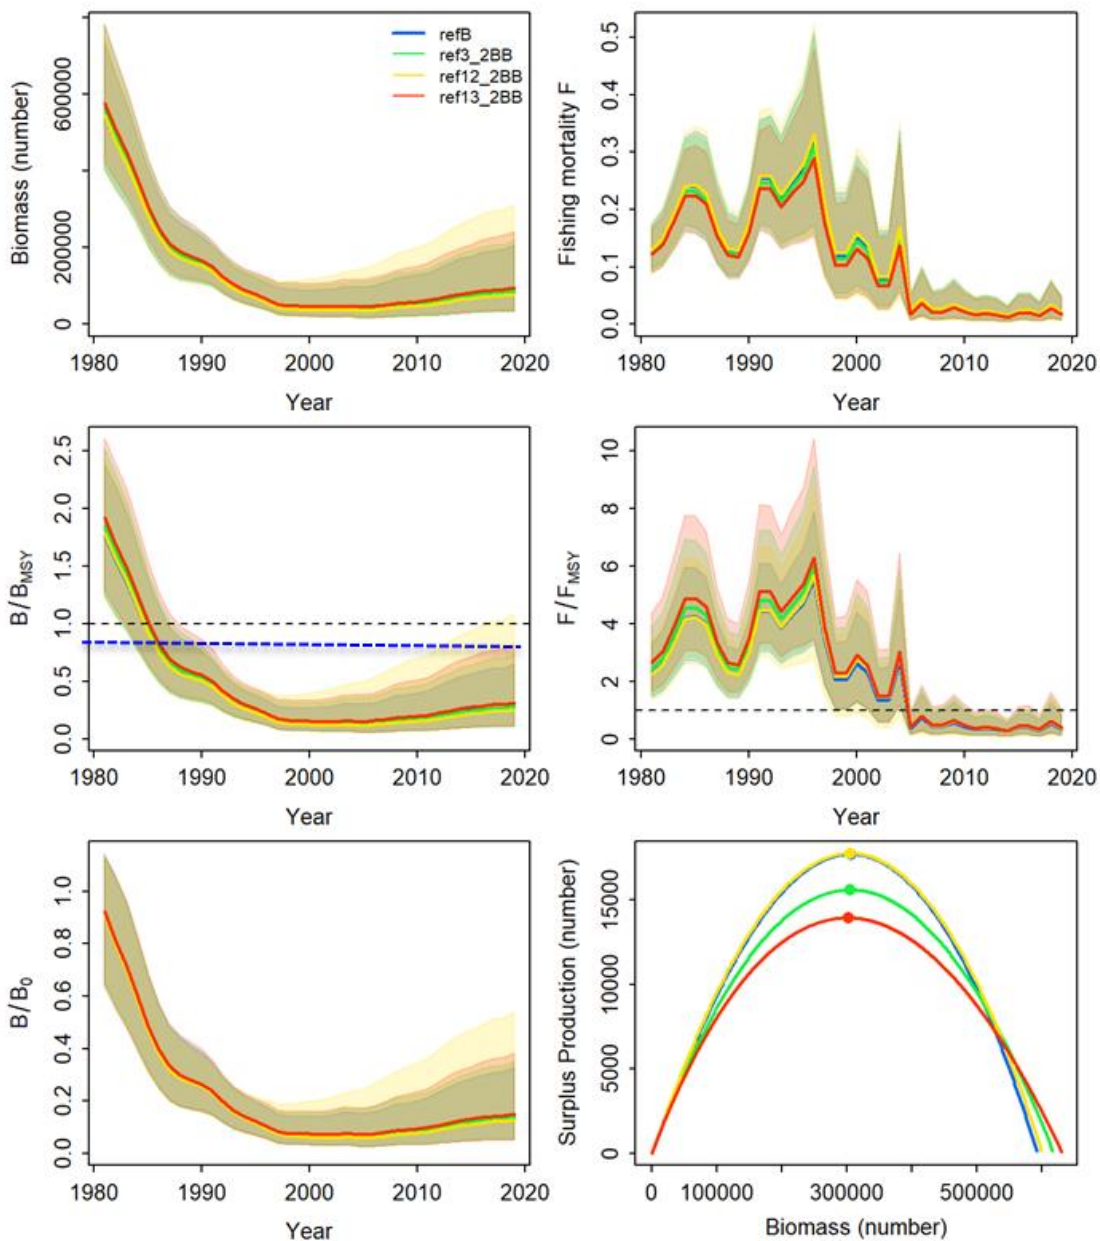 refB
ref3_2BB
ref12_2BB
ref13_2BB
Biomass (number)
600000
200000
0
1980 1990 2000 2010 2020
Year
Fishing mortality F
0.5
0.4
0.3
0.2
0.1
0.0
1980 1990 2000 2010 2020
Year
B/BMSY
2.5
2.0
1.5
1.0
0.5
0.0
1980 1990 2000 2010 2020
Year
F/FMSY
10
8
6
4
2
0
1980 1990 2000 2010 2020
Year
B/B0
1.0
0.8
0.6
0.4
0.2
0.0
1980 1990 2000 2010 2020
Year
Surplus Production (number)
15000
10000
5000
0
0 100000 300000 500000
Biomass (number)